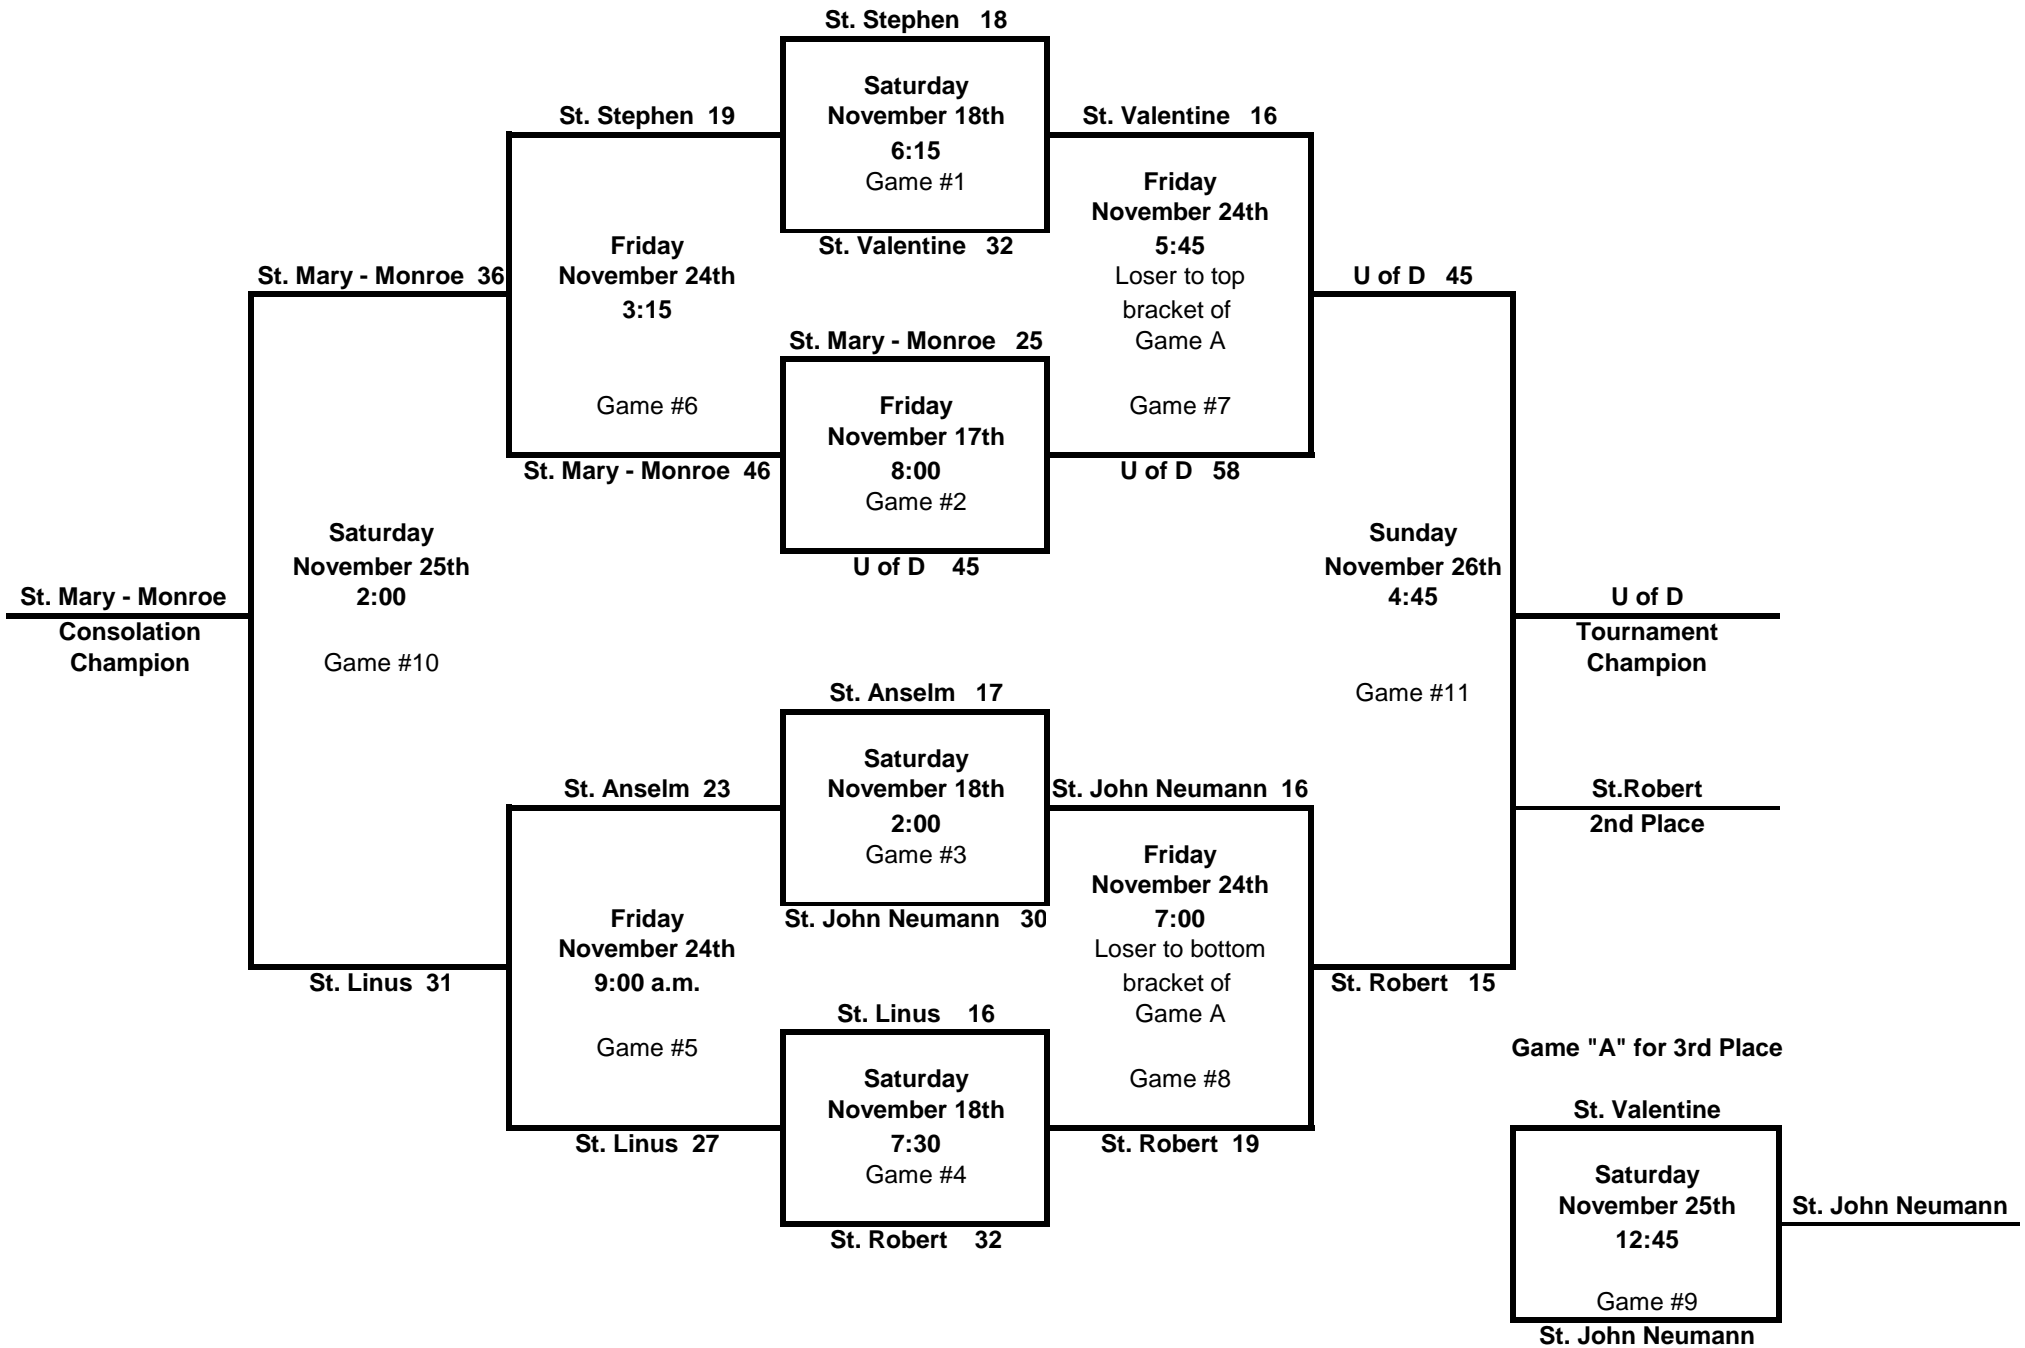 St. Stephen 18
Saturday
November 18th
6:15
Game #1
St. Valentine 32
St. Stephen 19
Friday
November 24th
3:15
Game #6
St. Mary - Monroe 46
St. Mary - Monroe 25
Friday
November 17th
8:00
Game #2
U of D 45
St. Valentine 16
Friday
November 24th
5:45
Loser to top
bracket of
Game A
Game #7
U of D 58
St. Mary - Monroe 36
Saturday
November 25th
2:00
Game #10
St. Linus 31
St. Mary - Monroe
Consolation
Champion
U of D 45
Sunday
November 26th
4:45
Game #11
St. Robert 15
U of D
Tournament
Champion
St.Robert
2nd Place
St. Anselm 17
Saturday
November 18th
2:00
Game #3
St. John Neumann 30
St. Anselm 23
Friday
November 24th
9:00 a.m.
Game #5
St. Linus 27
St. Linus 16
Saturday
November 18th
7:30
Game #4
St. Robert 32
St. John Neumann 16
Friday
November 24th
7:00
Loser to bottom
bracket of
Game A
Game #8
St. Robert 19
Game "A" for 3rd Place
St. Valentine
Saturday
November 25th
12:45
Game #9
St. John Neumann
St. John Neumann